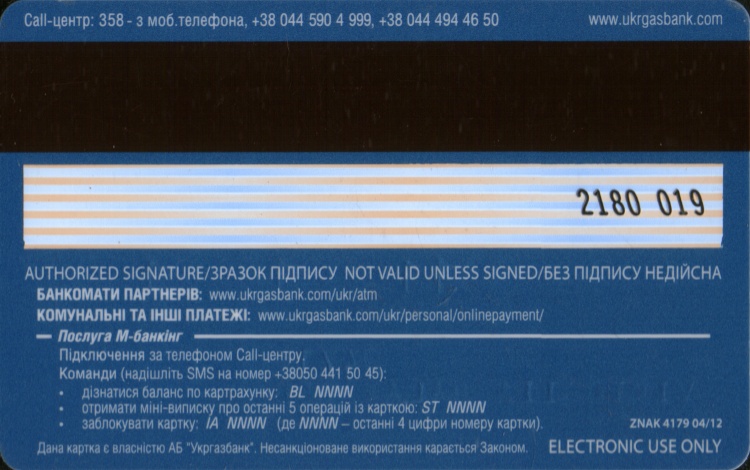 Call-центр: 358 - з моб.телефона, +38 044 590 4 999, +38 044 494 46 50 www.ukrgasbank.com
2180 019
AUTHORIZED SIGNATURE/ЗРАЗОК ПІДПИСУ NOT VALID UNLESS SIGNED/БЕЗ ПІДПИСУ НЕДІЙСНА
БАНКОМАТИ ПАРТНЕРІВ: www.ukrgasbank.com/ukr/atm
КОМУНАЛЬНІ ТА ІНШІ ПЛАТЕЖІ: www.ukrgasbank.com/ukr/personal/onlinepayment/
Послуга М-банкінг
Підключення за телефоном Call-центру.
Команди (надішліть SMS на номер +38050 441 50 45):
• дізнатися баланс по картрахунку: BL NNNN
• отримати міні-виписку про останні 5 операцій із карткою: ST NNNN
• заблокувати картку: IA NNNN (де NNNN – останні 4 цифри номеру картки).
ZNAK 4179 04/12
Дана картка є власністю АБ "Укргазбанк". Несанкціоноване використання карається Законом. ELECTRONIC USE ONLY